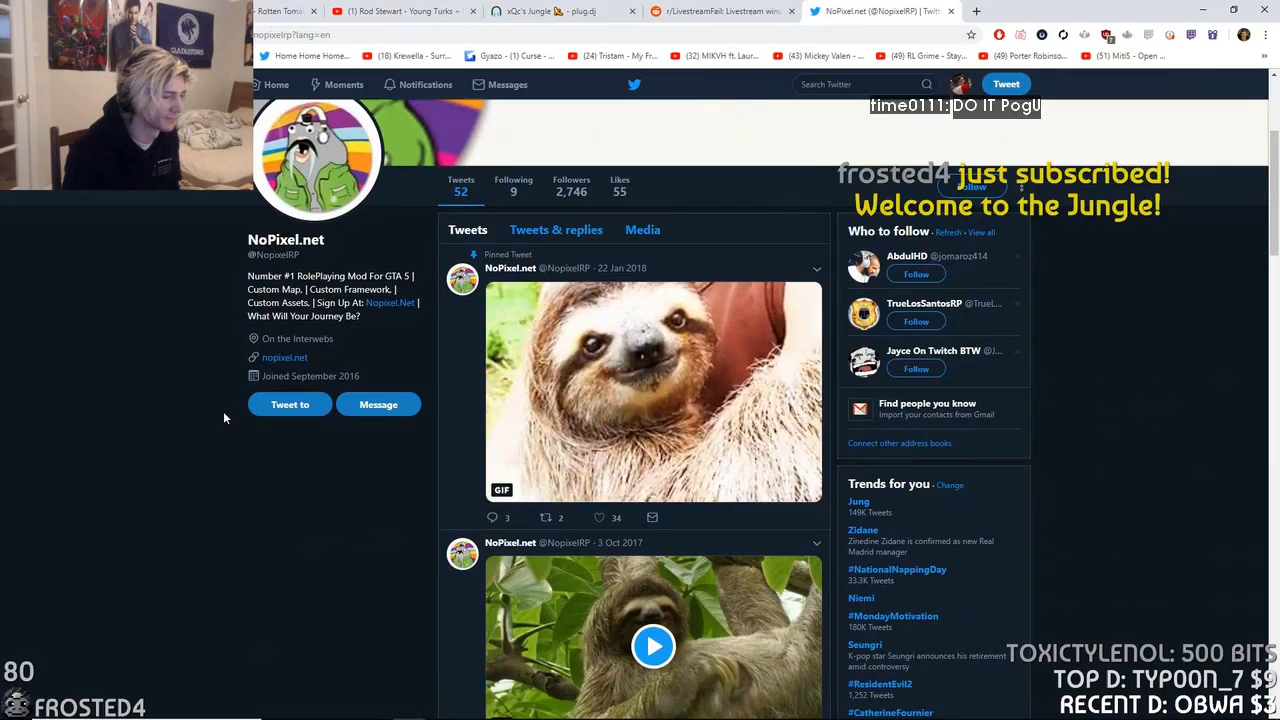 - Rotten Tomat
(1) Rod Stewart - Young Turks +
xQc's Jungle - plug.dj
r/LivestreamFail: Livestream wins
NoPixel.net (@NopixelRP) | Twitt
nopixelrp?lang=en
Home Home Home...
(18) Krewella - Surr...
Gyazo - (1) Curse - ...
(24) Tristam - My Fr...
(32) MIKVH ft. Laur...
(43) Mickey Valen - ...
(49) RL Grime - Stay...
(49) Porter Robinso...
(51) MitiS - Open ...
Home
Moments
Notifications
Messages
Search Twitter
Tweet
time0111: DO IT PogU
GLADIATORS
frosted4 just subscribed!
Welcome to the Jungle!
Tweets
52
Following
9
Followers
2,746
Likes
55
Follow
NoPixel.net
@NopixelRP
Number #1 RolePlaying Mod For GTA 5 |
Custom Map, | Custom Framework, |
Custom Assets, | Sign Up At: Nopixel.Net |
What Will Your Journey Be?
On the Interwebs
nopixel.net
Joined September 2016
Tweet to
Message
Tweets
Tweets & replies
Media
Pinned Tweet
NoPixel.net @NopixelRP · 22 Jan 2018
GIF
3
2
34
NoPixel.net @NopixelRP · 3 Oct 2017
Who to follow · Refresh · View all
AbdulHD @jomaroz414
Follow
TrueLosSantosRP @TrueL...
Follow
Jayce On Twitch BTW @J...
Follow
Find people you know
Import your contacts from Gmail
Connect other address books
Trends for you · Change
Jung
149K Tweets
Zidane
Zinedine Zidane is confirmed as new Real
Madrid manager
#NationalNappingDay
33.3K Tweets
Niemi
#MondayMotivation
180K Tweets
Seungri
K-pop star Seungri announces his retirement
amid controversy
#ResidentEvil2
1,252 Tweets
#CatherineFournier
TOXICTYLENOL: 500 BITS
TOP D: TYP00N_7 $9
RECENT D: OBWA $3
80
FROSTED4